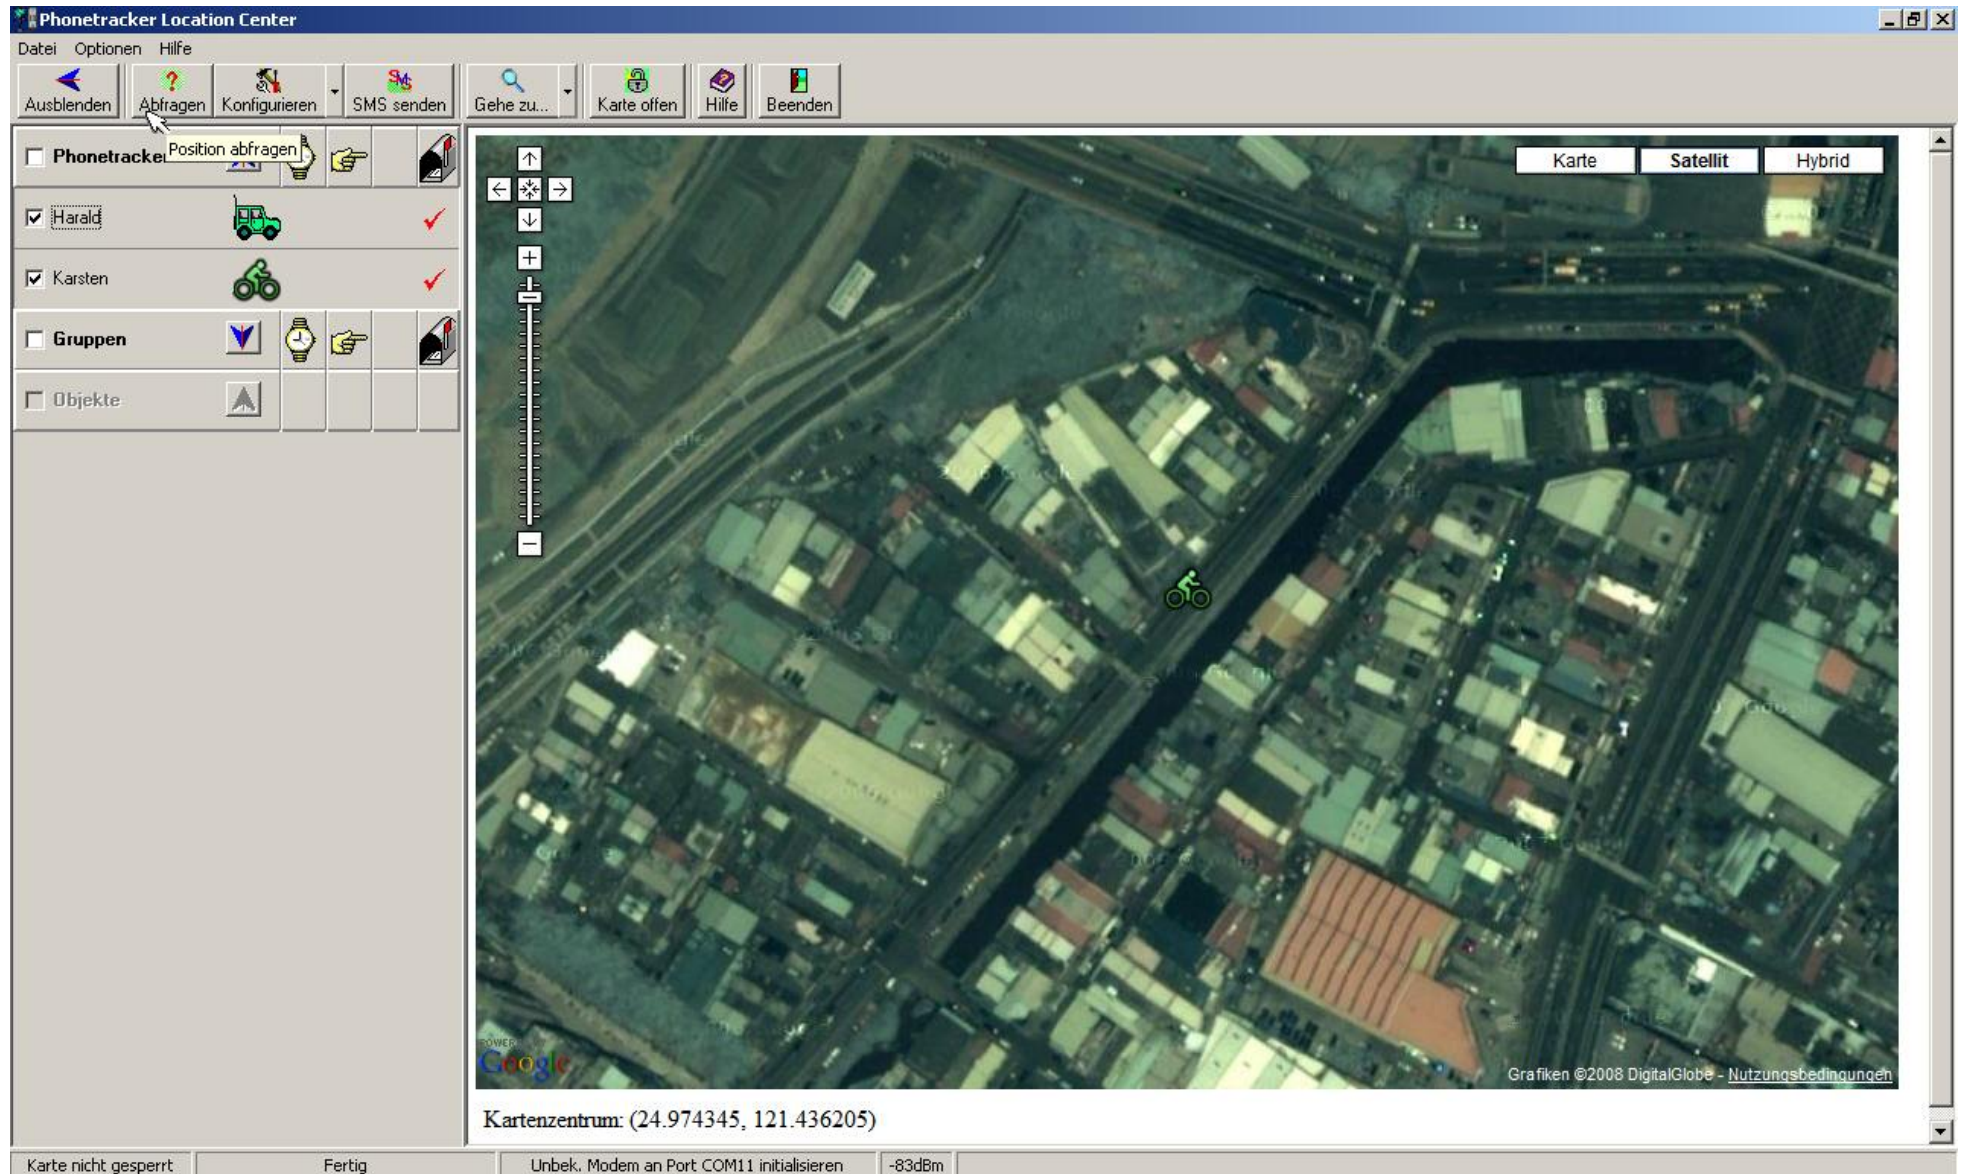 Phonetracker Location Center
Datei Optionen Hilfe
Ausblenden Abfragen Konfigurieren SMS senden Gehe zu... Karte offen Hilfe Beenden
Position abfragen
Harald
Karsten
Gruppen
Objekte
Karte Satellit Hybrid
Google
Grafiken ©2008 DigitalGlobe - Nutzungsbedingungen
Kartenzentrum: (24.974345, 121.436205)
Karte nicht gesperrt Fertig Unbek. Modem an Port COM11 initialisieren -83dBm